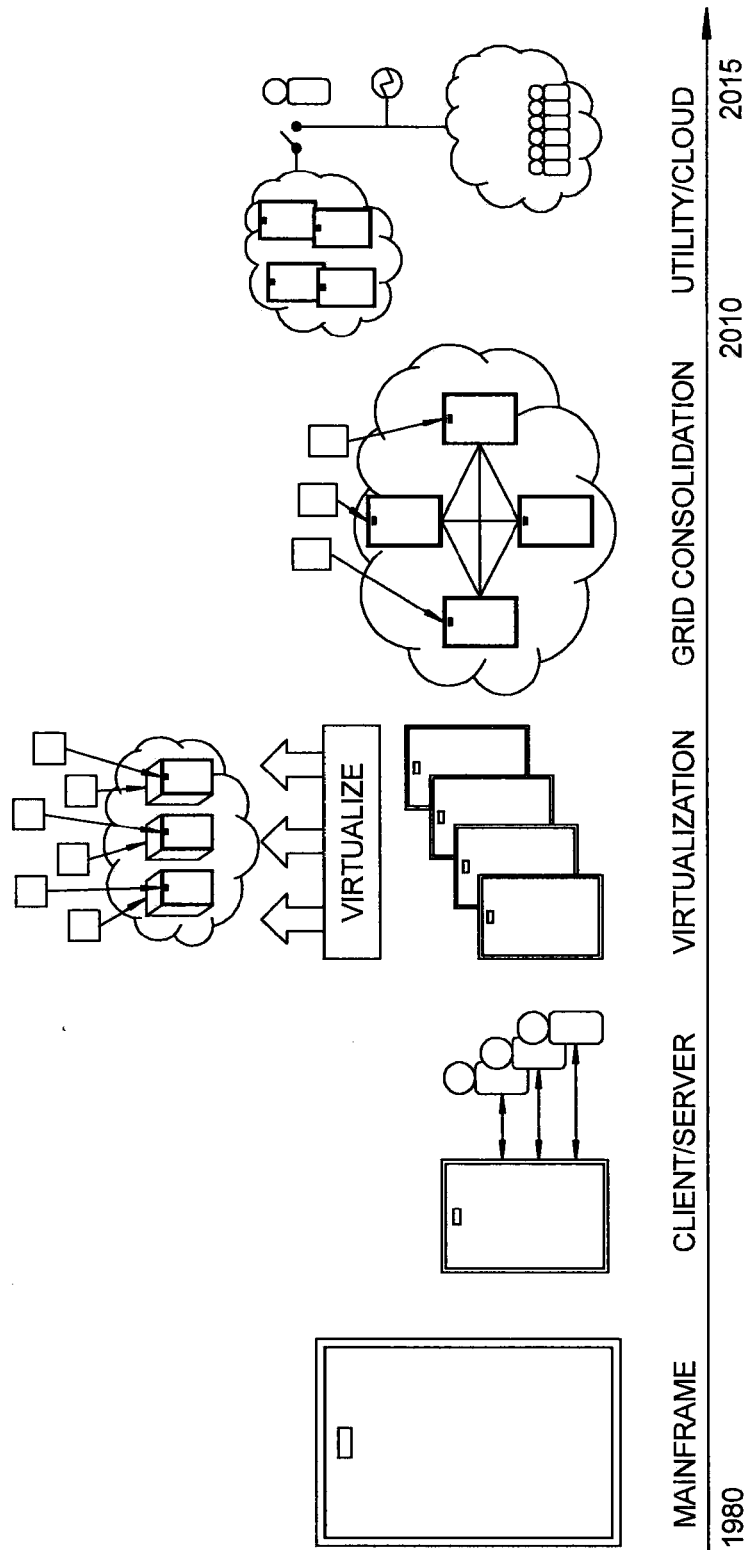 VIRTUALIZE
MAINFRAME
CLIENT/SERVER
VIRTUALIZATION
GRID CONSOLIDATION
UTILITY/CLOUD
1980
2010
2015